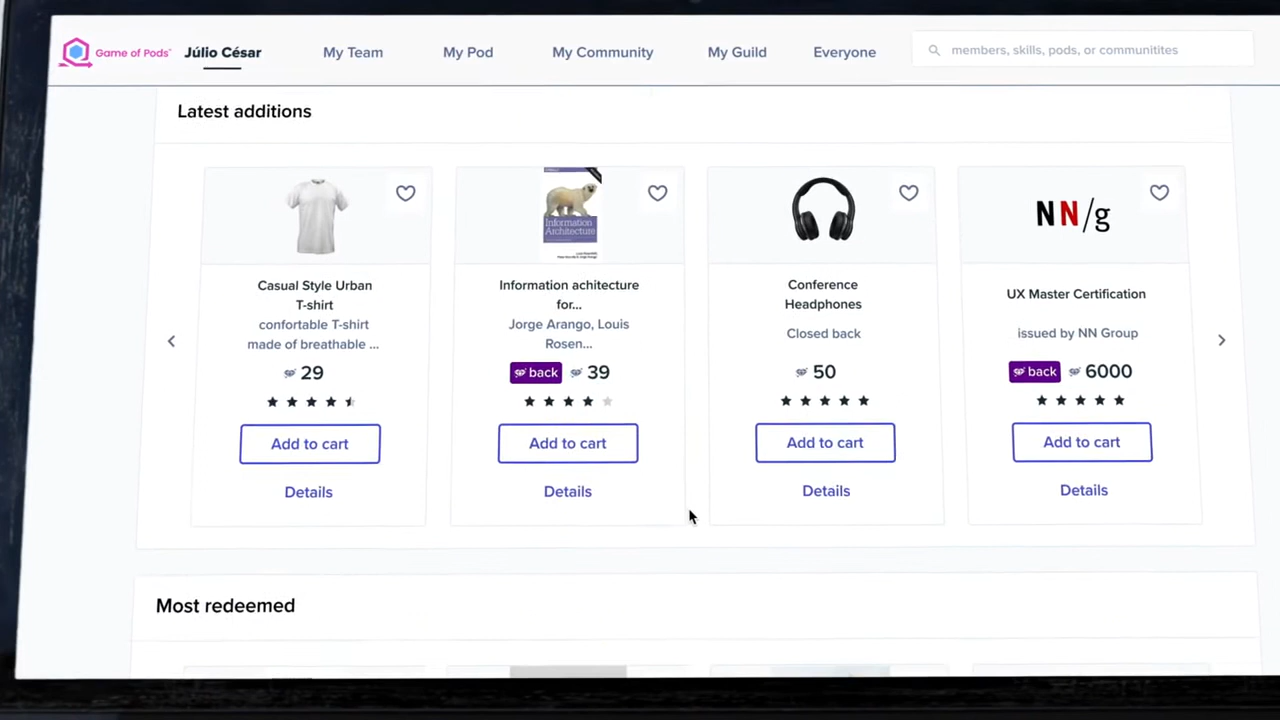 Game of Pods
Júlio César
My Team
My Pod
My Community
My Guild
Everyone
members, skills, pods, or communitites
Latest additions
Casual Style Urban
T-shirt
confortable T-shirt
made of breathable ...
29
Add to cart
Details
Information
Architecture
Information achitecture
for...
Jorge Arango, Louis
Rosen...
back 39
Add to cart
Details
Conference
Headphones
Closed back
50
Add to cart
Details
NN/g
UX Master Certification
issued by NN Group
back 6000
Add to cart
Details
Most redeemed